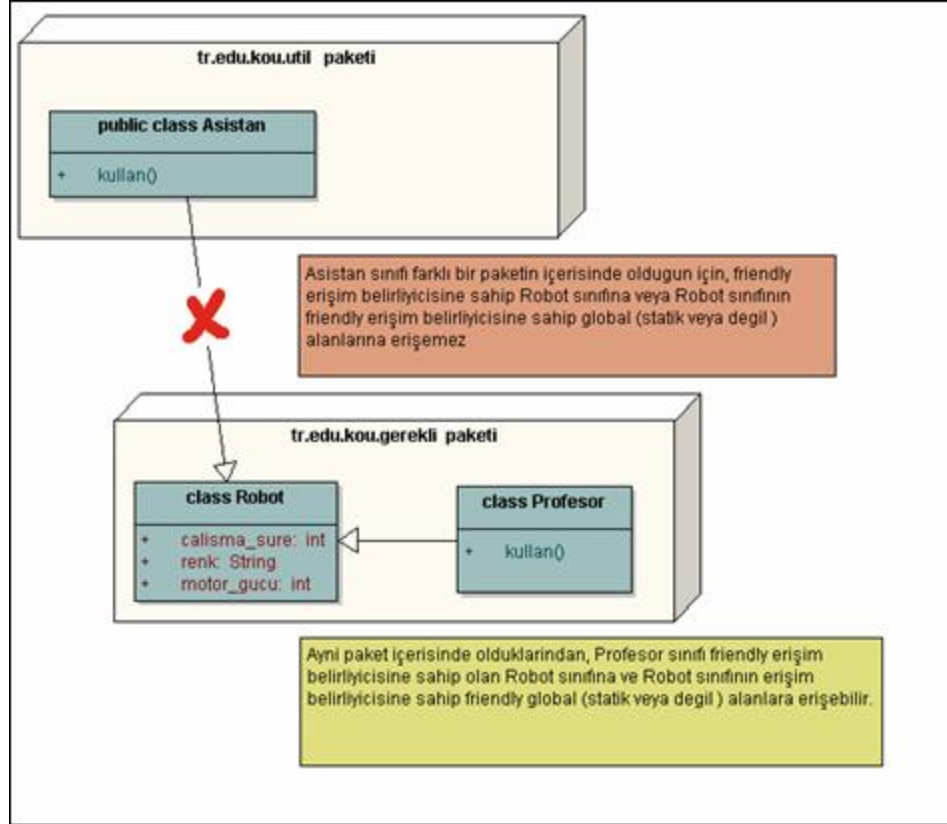 tr.edu.kou.util paketi
public class Asistan
+ kullan()
Asistan sınıfı farklı bir paketin içerisinde oldugun için, friendly
erişim belirliyicisine sahip Robot sınıfına veya Robot sınıfının
friendly erişim belirliyicisine sahip global (statik veya degil )
alanlarına erişemez
tr.edu.kou.gerekli paketi
class Robot
+ calisma_sure: int
+ renk: String
+ motor_gucu: int
class Profesor
+ kullan()
Ayni paket içerisinde olduklarindan, Profesor sınıfı friendly erişim
belirliyicisine sahip olan Robot sınıfına ve Robot sınıfının erişim
belirliyicisine sahip friendly global (statik veya degil ) alanlara erişebilir.